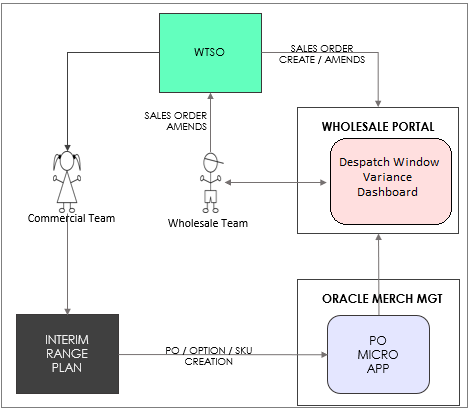 WTSO
SALES ORDER
CREATE / AMENDS
SALES ORDER
AMENDS
WHOLESALE PORTAL
Despatch Window
Variance
Dashboard
Commercial Team
Wholesale Team
ORACLE MERCH MGT
INTERIM
RANGE
PLAN
PO / OPTION / SKU
CREATION
PO
MICRO
APP